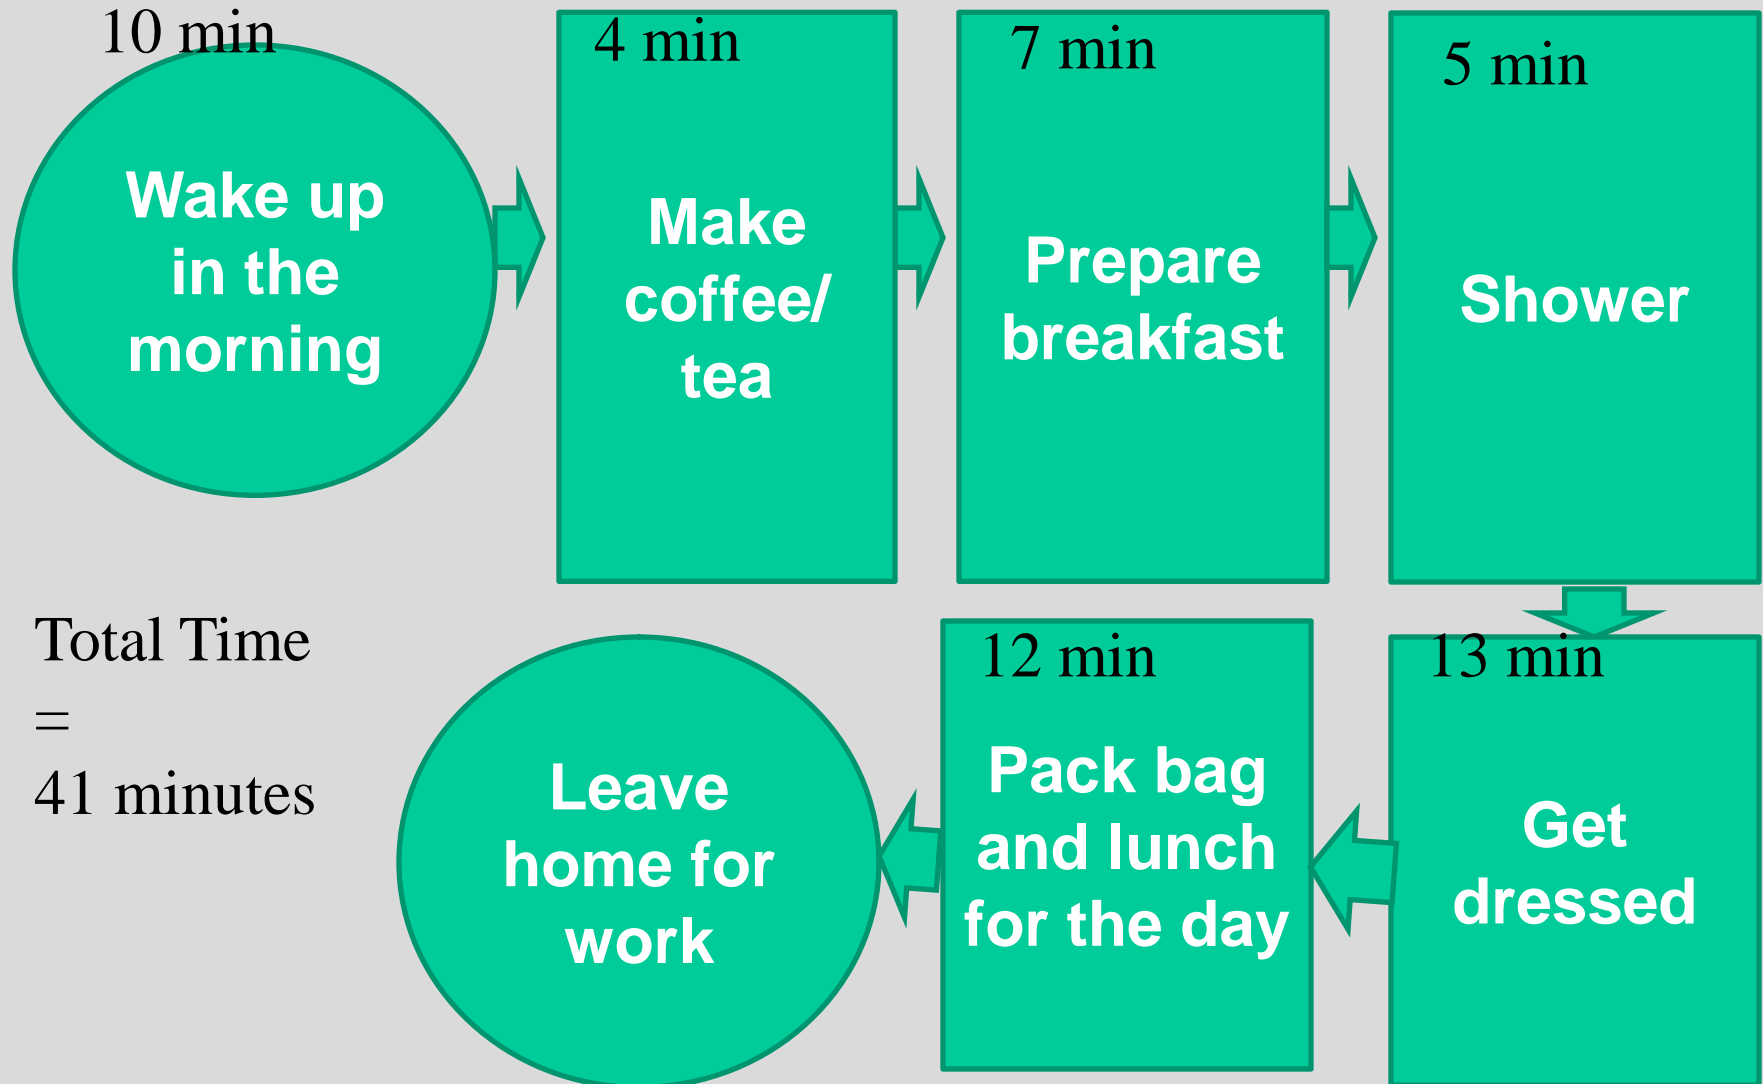 10 min
Wake up
in the
morning
4 min
Make
coffee/
tea
7 min
Prepare
breakfast
5 min
Shower
13 min
Get
dressed
12 min
Pack bag
and lunch
for the day
Leave
home for
work
Total Time
=
41 minutes